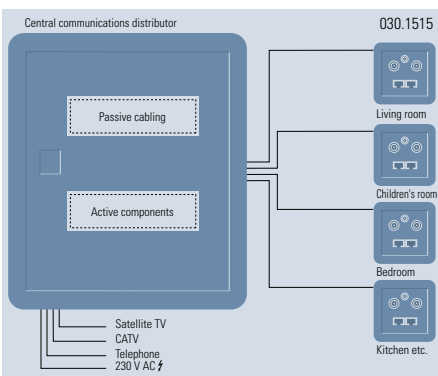 Central communications distributor
030.1515
Passive cabling
Active components
Living room
Children's room
Bedroom
Kitchen etc.
Satellite TV
CATV
Telephone
230 V AC